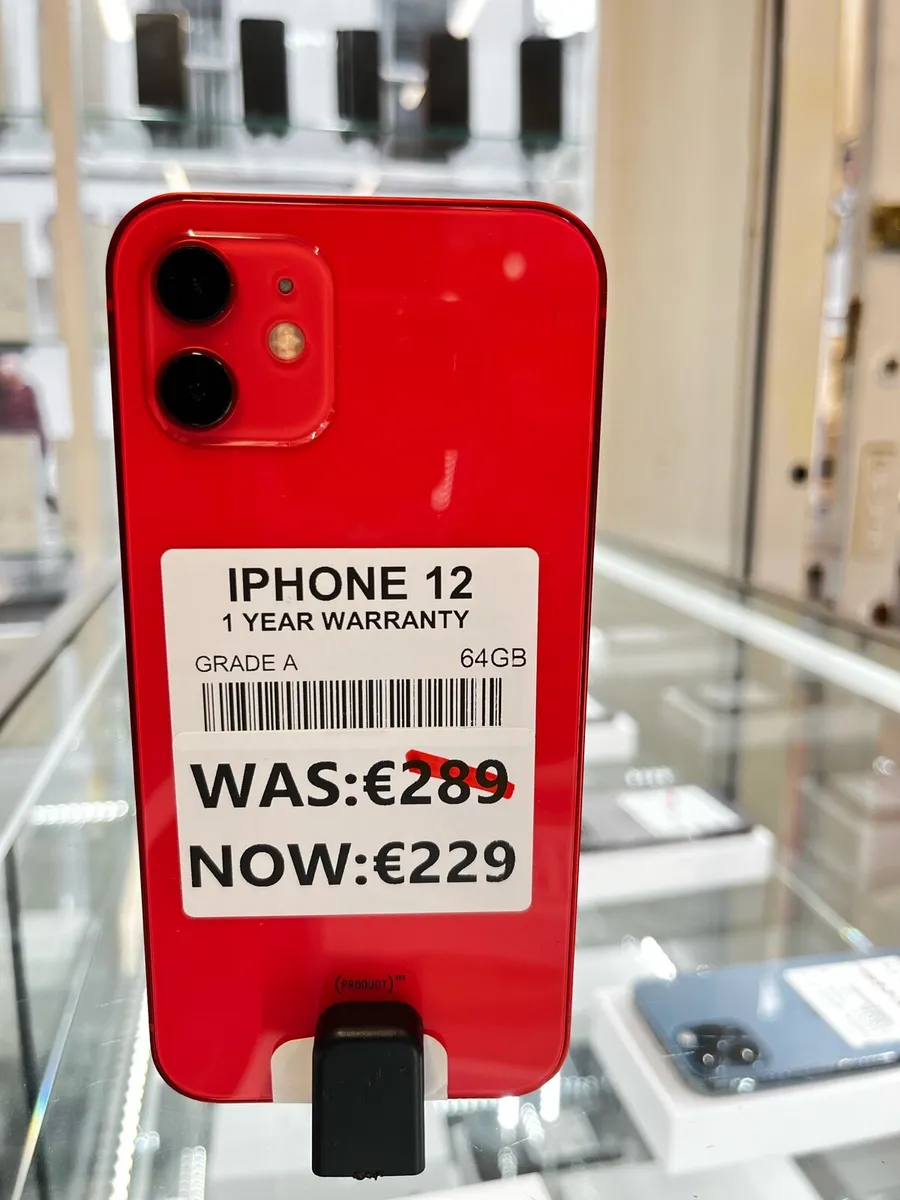 IPHONE 12
1 YEAR WARRANTY
GRADE A 64GB
WAS:€289
NOW:€229
(PRODUCT)RED